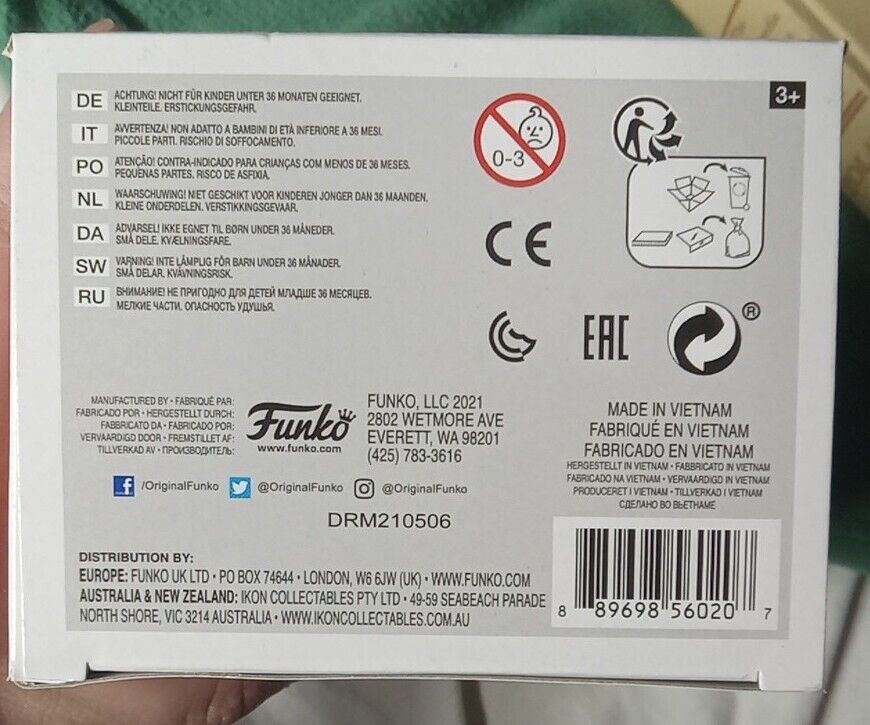 3+
DE ACHTUNG! NICHT FÜR KINDER UNTER 36 MONATEN GEEIGNET.
KLEINTEILE. ERSTICKUNGSGEFAHR.
IT AVVERTENZA! NON ADATTO A BAMBINI DI ETÀ INFERIORE A 36 MESI.
PICCOLE PARTI. RISCHIO DI SOFFOCAMENTO.
PO ATENÇÃO! CONTRA-INDICADO PARA CRIANÇAS COM MENOS DE 36 MESES.
PEQUENAS PARTES. RISCO DE ASFIXIA.
NL WAARSCHUWING! NIET GESCHIKT VOOR KINDEREN JONGER DAN 36 MAANDEN.
KLEINE ONDERDELEN. VERSTIKKINGSGEVAAR.
DA ADVARSEL! IKKE EGNET TIL BØRN UNDER 36 MÅNEDER.
SMÅ DELE. KVÆLNINGSFARE.
SW VARNING! INTE LÄMPLIG FÖR BARN UNDER 36 MÅNADER.
SMÅ DELAR. KVÄVNINGSRISK.
RU ВНИМАНИЕ! НЕ ПРИГОДНО ДЛЯ ДЕТЕЙ МЛАДШЕ 36 МЕСЯЦЕВ.
МЕЛКИЕ ЧАСТИ. ОПАСНОСТЬ УДУШЬЯ.
0-3
CE
EAC
®
MANUFACTURED BY • FABRIQUÉ PAR:
FABRICADO POR • HERGESTELLT DURCH:
FABBRICATO DA • FABRICADO POR:
VERVAARDIGD DOOR • FREMSTILLET AF:
TILLVERKAD AV • ПРОИЗВОДИТЕЛЬ:
Funko
www.funko.com
FUNKO, LLC 2021
2802 WETMORE AVE
EVERETT, WA 98201
(425) 783-3616
f /OriginalFunko @OriginalFunko @OriginalFunko
DRM210506
MADE IN VIETNAM
FABRIQUÉ EN VIETNAM
FABRICADO EN VIETNAM
HERGESTELLT IN VIETNAM • FABBRICATO IN VIETNAM
FABRICADO NA VIETNAM • VERVAARDIGD IN VIETNAM
PRODUCERET I VIETNAM • TILLVERKAD I VIETNAM
СДЕЛАНО ВО ВЬЕТНАМЕ
DISTRIBUTION BY:
EUROPE: FUNKO UK LTD • PO BOX 74644 • LONDON, W6 6JW (UK) • WWW.FUNKO.COM
AUSTRALIA & NEW ZEALAND: IKON COLLECTABLES PTY LTD • 49-59 SEABEACH PARADE
NORTH SHORE, VIC 3214 AUSTRALIA • WWW.IKONCOLLECTABLES.COM.AU
8 89698 56020 7